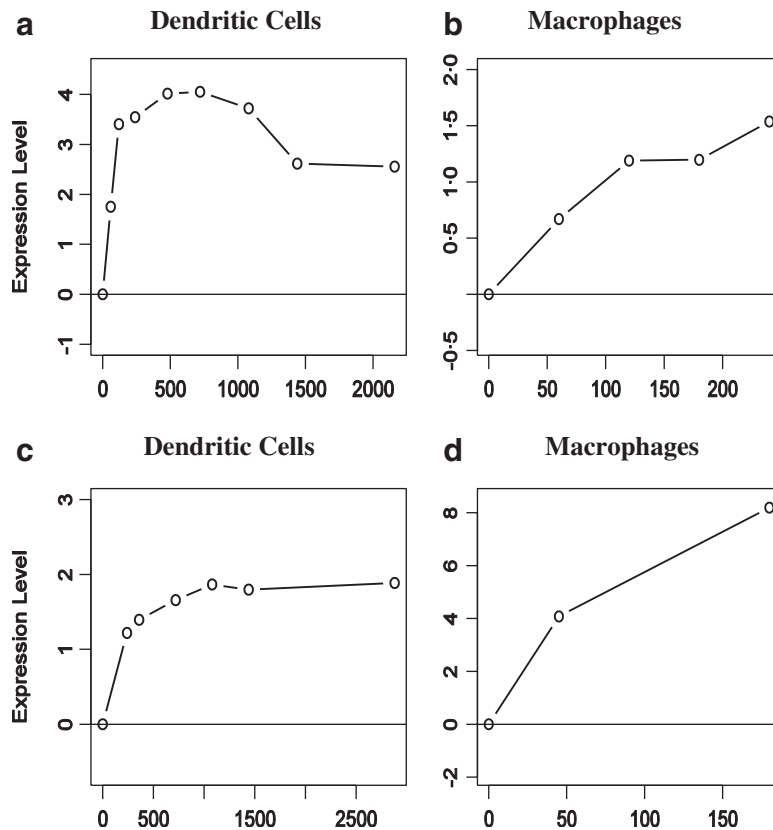 a Dendritic Cells
Expression Level
4
3
2
1
0
-1
0 500 1000 1500 2000
b Macrophages
2·0
1·5
1·0
0·5
-0·5
0 50 100 150 200
c Dendritic Cells
Expression Level
3
2
1
0
0 500 1500 2500
d Macrophages
8
6
4
2
0
-2
0 50 100 150